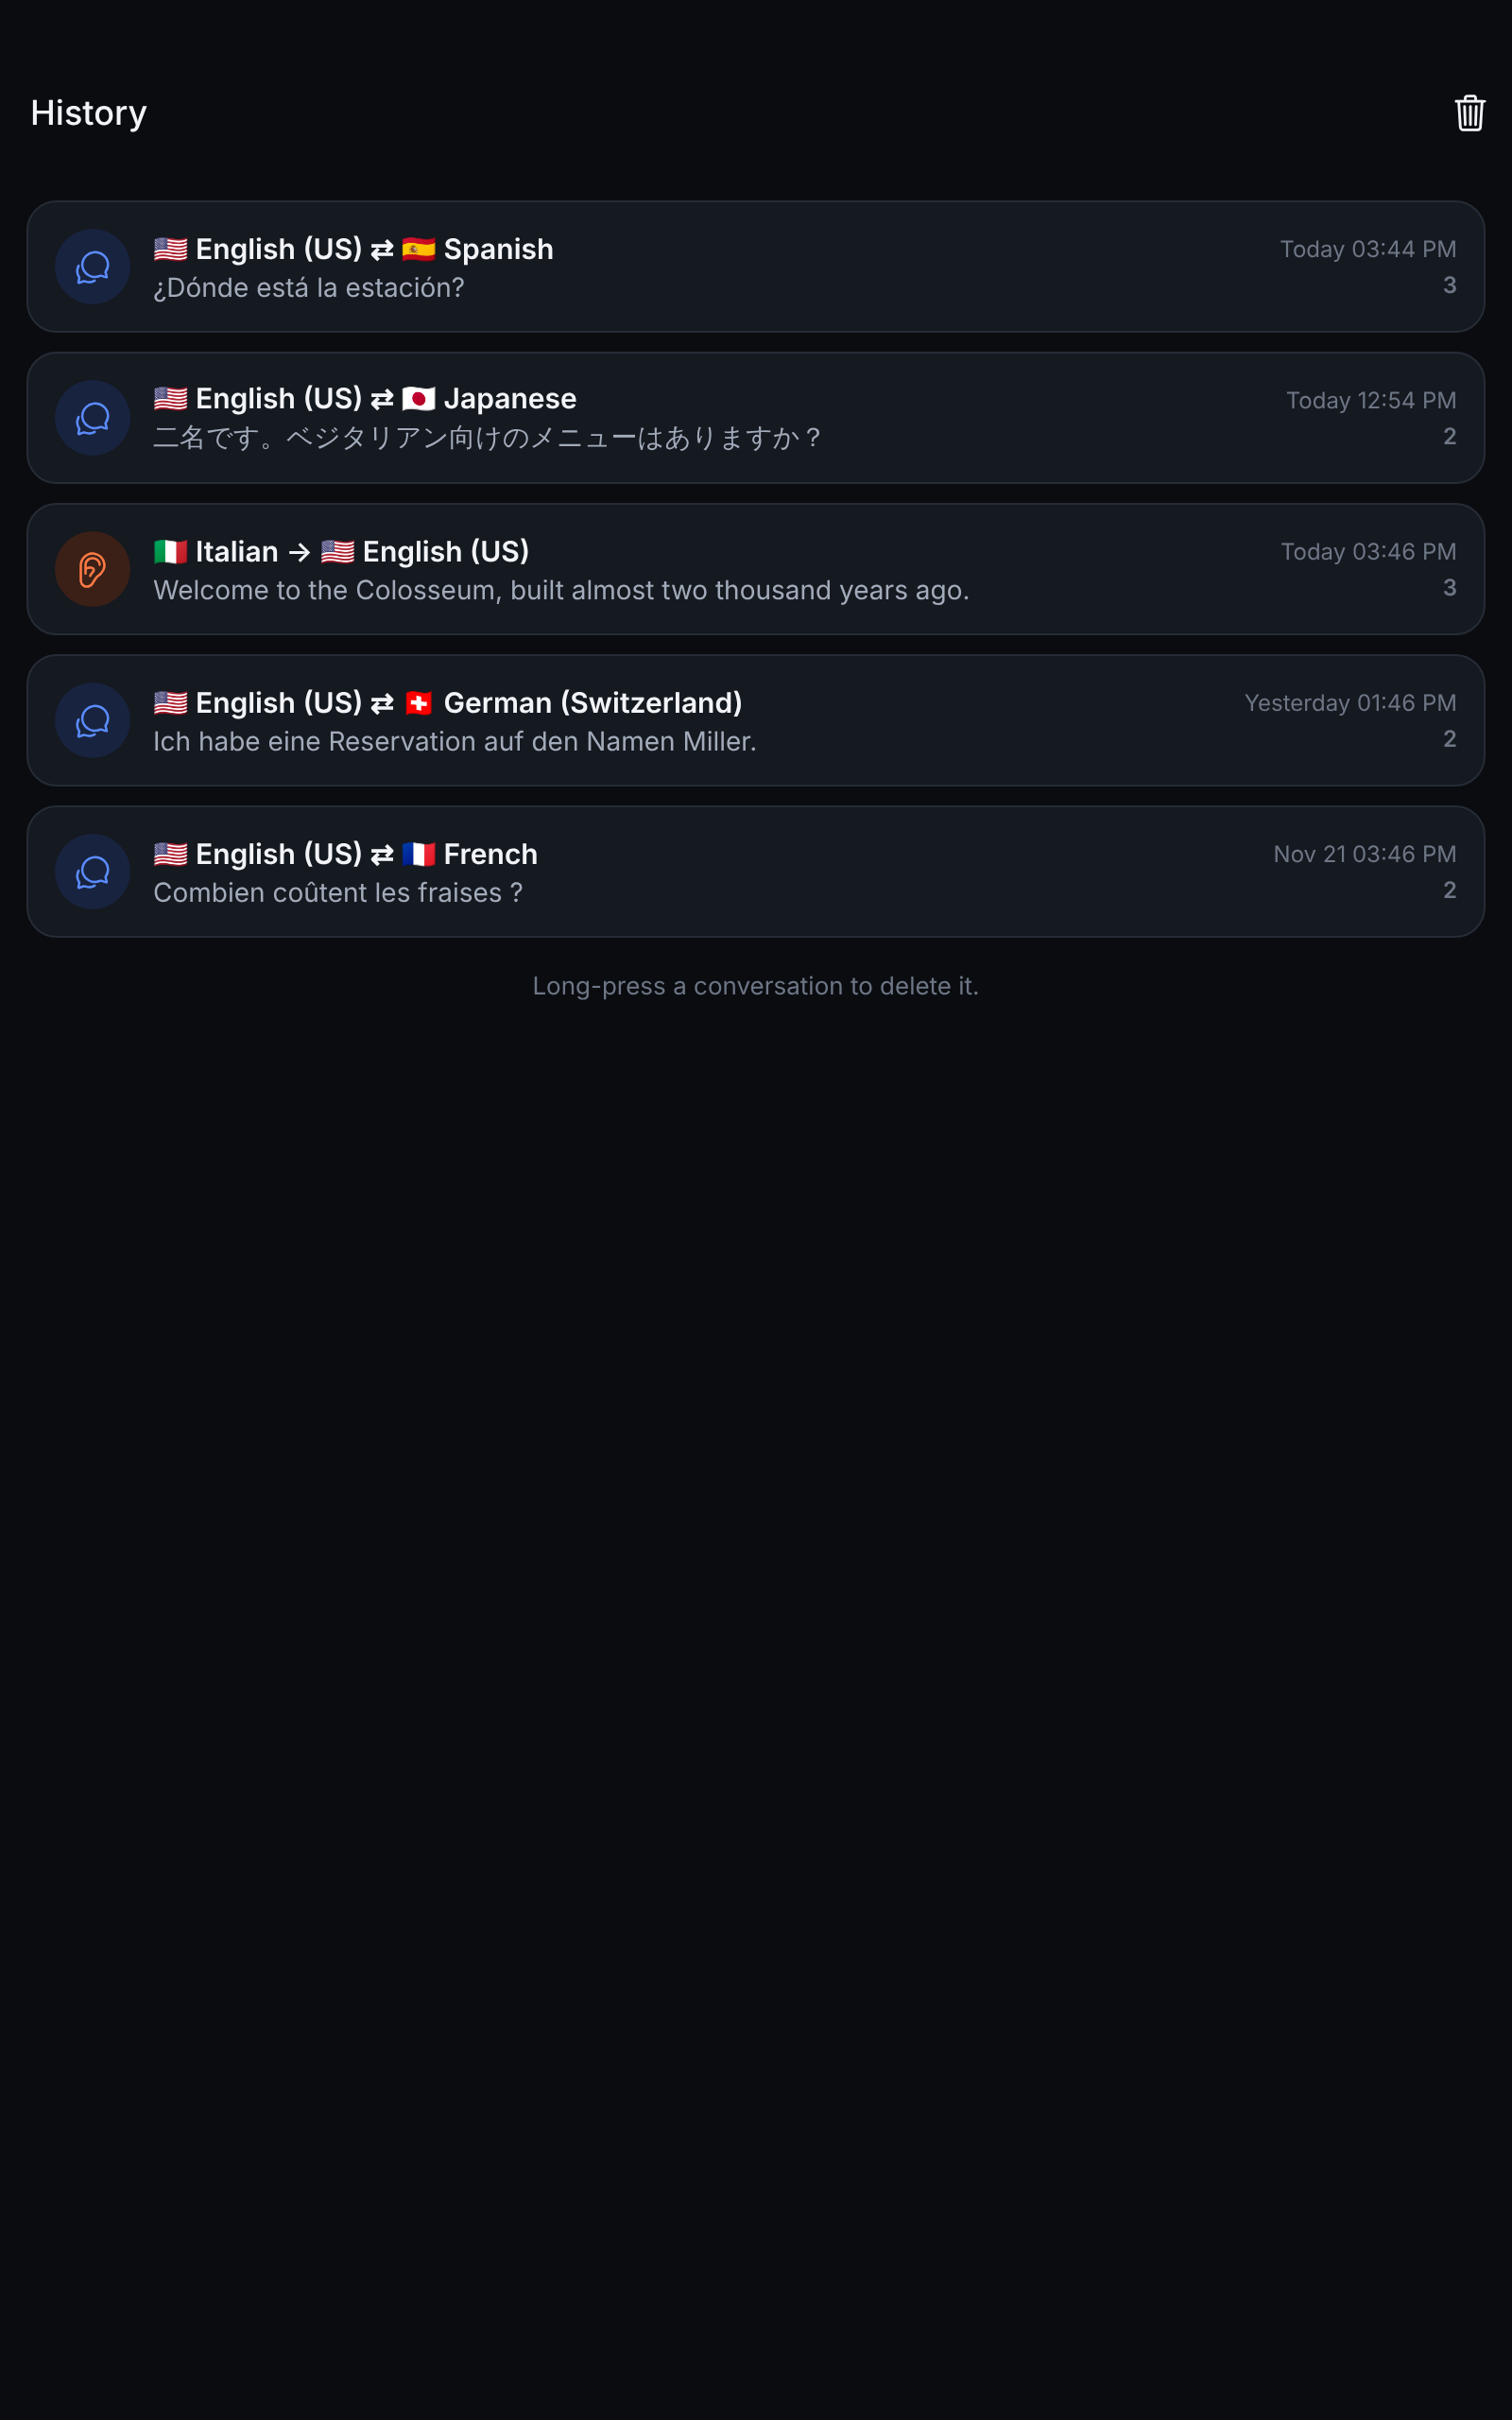 History
🇺🇸 English (US) ⇄ 🇪🇸 Spanish
Today 03:44 PM
¿Dónde está la estación?
3
🇺🇸 English (US) ⇄ 🇯🇵 Japanese
Today 12:54 PM
二名です。ベジタリアン向けのメニューはありますか？
2
🇮🇹 Italian → 🇺🇸 English (US)
Today 03:46 PM
Welcome to the Colosseum, built almost two thousand years ago.
3
🇺🇸 English (US) ⇄ 🇨🇭 German (Switzerland)
Yesterday 01:46 PM
Ich habe eine Reservation auf den Namen Miller.
2
🇺🇸 English (US) ⇄ 🇫🇷 French
Nov 21 03:46 PM
Combien coûtent les fraises ?
2
Long-press a conversation to delete it.